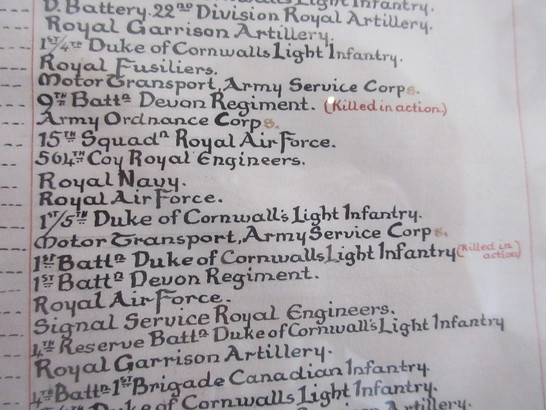 Light Infantry.
D. Battery. 22nd Division Royal Artillery.
Royal Garrison Artillery.
1st/4th Duke of Cornwalls Light Infantry.
Royal Fusiliers.
Motor Transport, Army Service Corps.
9th Battn Devon Regiment. (Killed in action)
Army Ordnance Corps.
15th Squadn Royal Air Force.
564th Coy Royal Engineers.
Royal Navy.
Royal Air Force.
1st/5th Duke of Cornwall's Light Infantry.
Motor Transport, Army Service Corps.
1st Battn Duke of Cornwalls Light Infantry (Killed in action)
1st Battn Devon Regiment.
Royal Air Force.
Signal Service Royal Engineers.
4th Reserve Battn Duke of Cornwall's Light Infantry
Royal Garrison Artillery.
4th Battn 1st Brigade Canadian Infantry
Duke of Cornwalls Light Infantry.
Artillery.